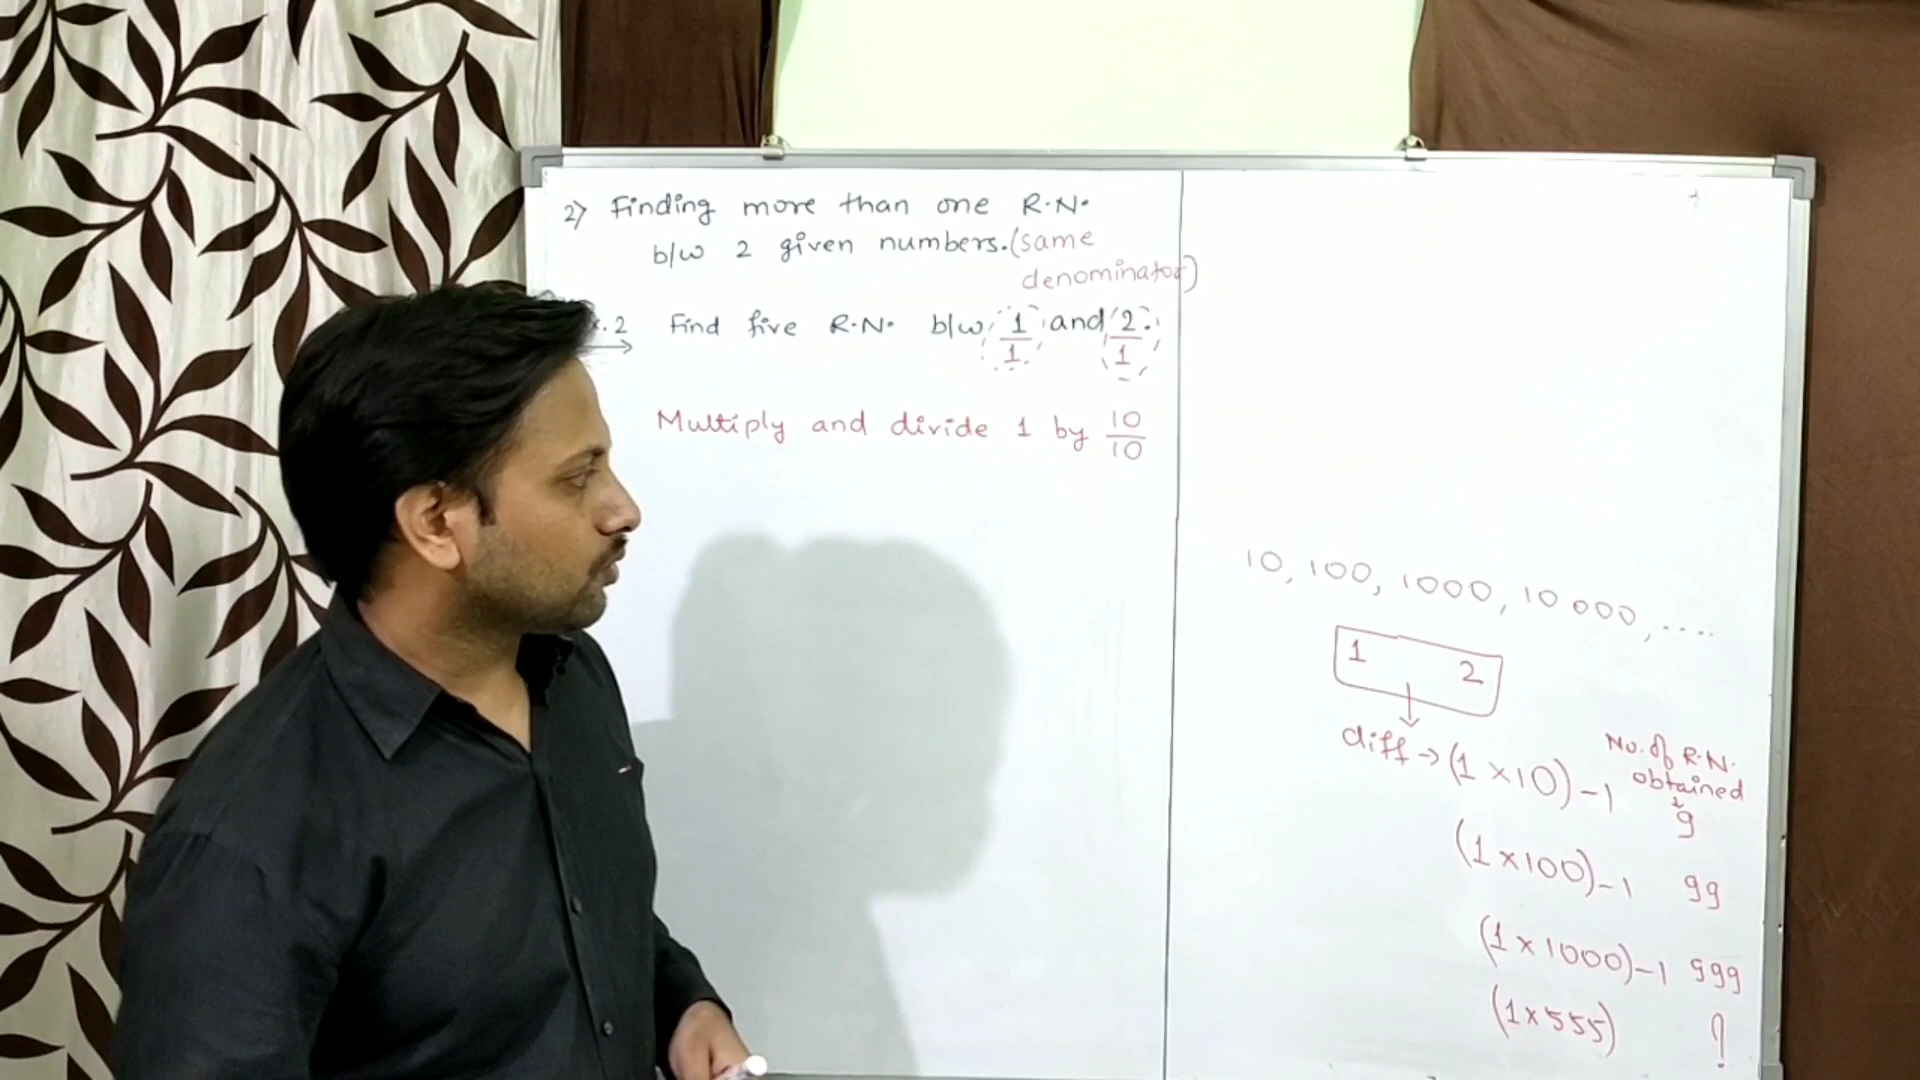 2) Finding more than one R.N.
b/w 2 given numbers. (same
denominator)
x. 2 Find five R.N. b/w 1/1 and 2/1.
Multiply and divide 1 by 10/10
10, 100, 1000, 10 000, ....
1 2
diff → (1 × 10) - 1
No. of R.N.
obtained
↓
9
(1 × 100) - 1 99
(1 × 1000) - 1 999
(1 × 555) ?